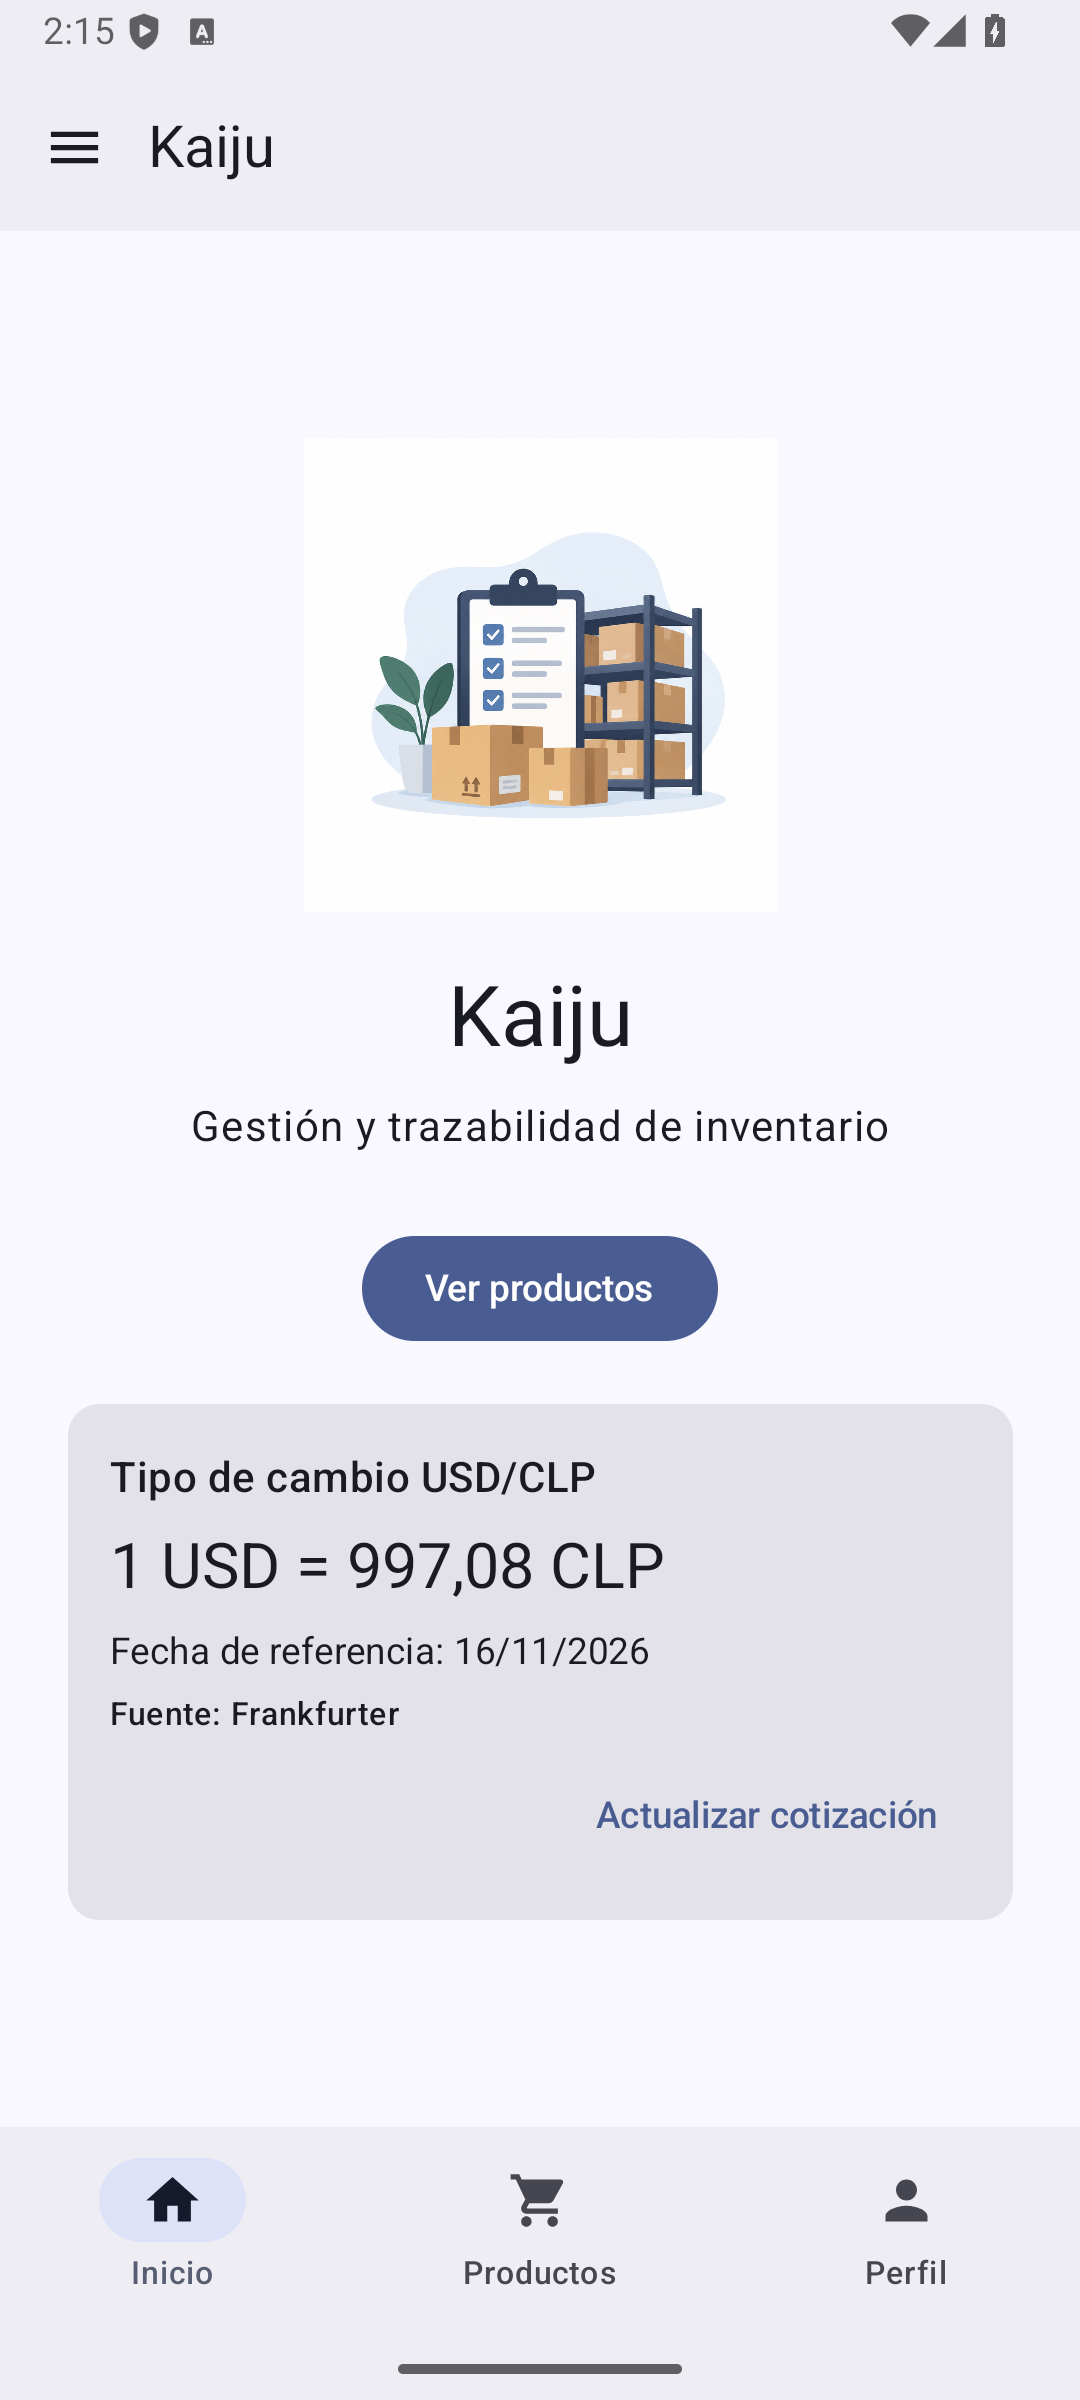 2:15
Kaiju
Kaiju
Gestión y trazabilidad de inventario
Ver productos
Tipo de cambio USD/CLP
1 USD = 997,08 CLP
Fecha de referencia: 16/11/2026
Fuente: Frankfurter
Actualizar cotización
Inicio
Productos
Perfil